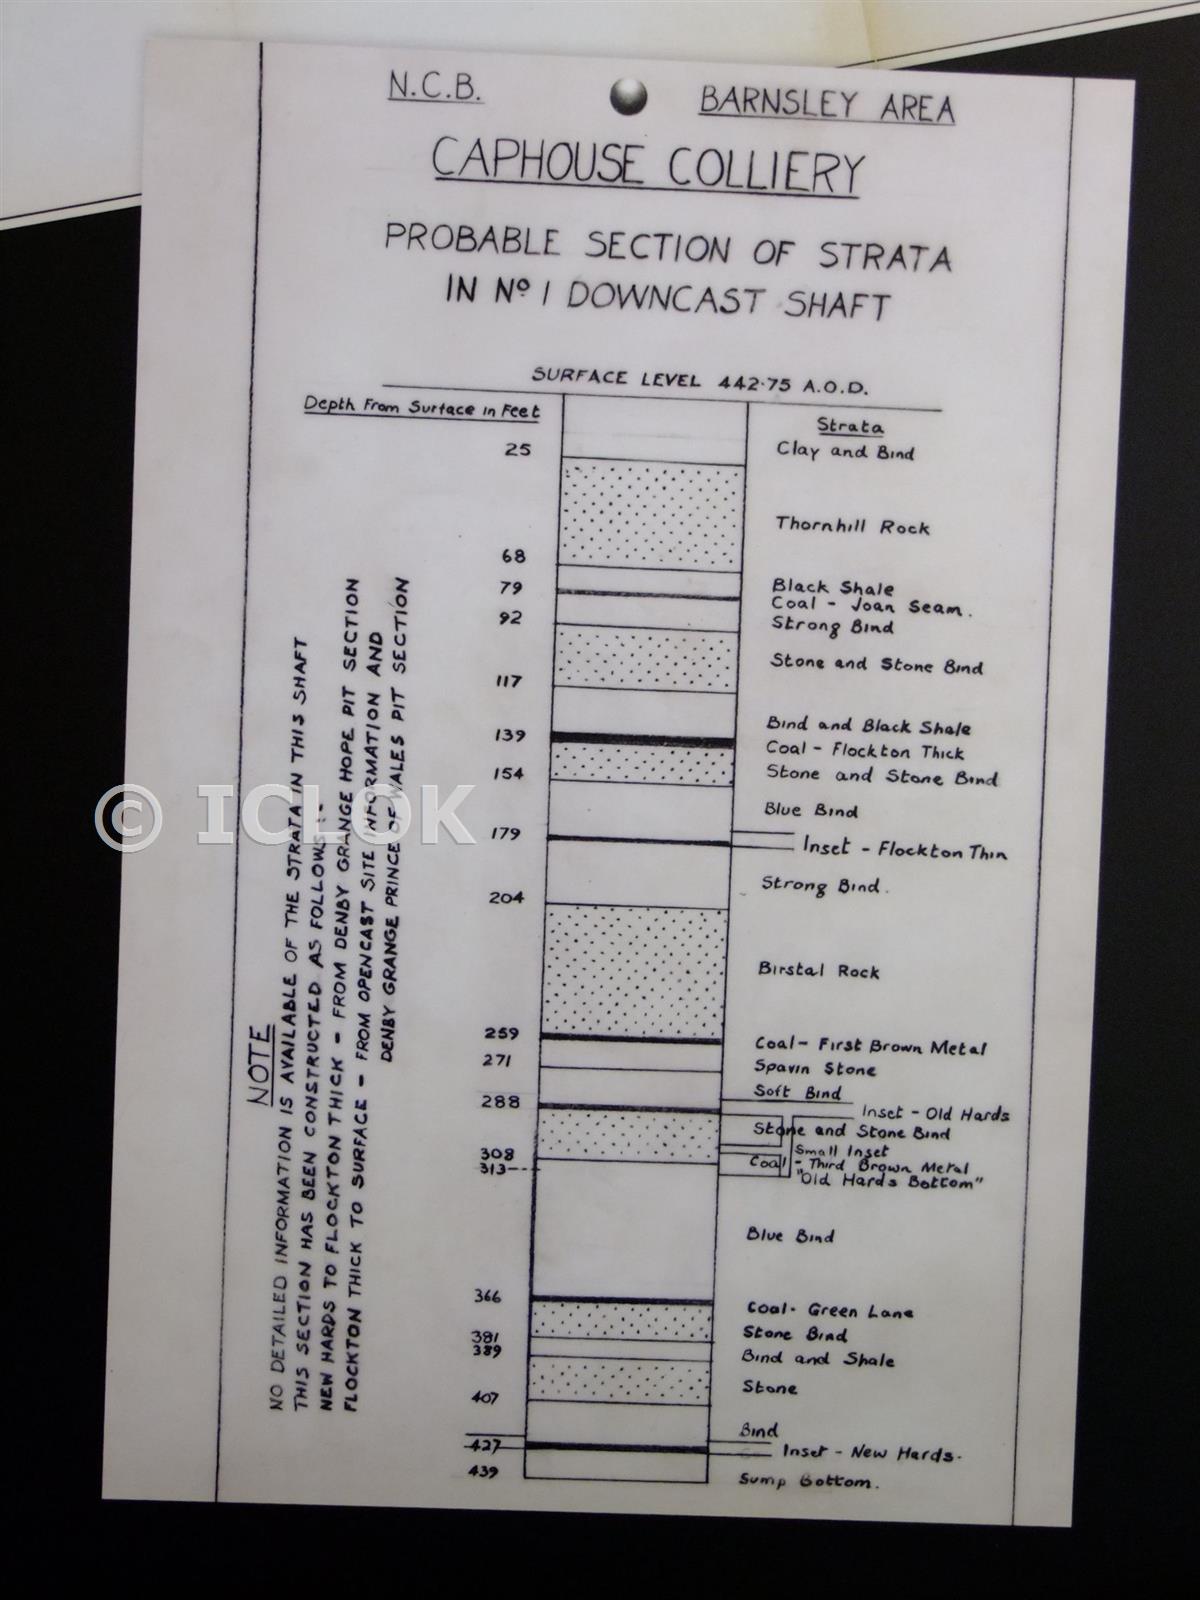 N.C.B. BARNSLEY AREA
CAPHOUSE COLLIERY
PROBABLE SECTION OF STRATA
IN Nº 1 DOWNCAST SHAFT
SURFACE LEVEL 442·75 A.O.D.
Depth From Surface in Feet
Strata
25 Clay and Bind
Thornhill Rock
68
79 Black Shale
Coal - Joan Seam.
92 Strong Bind
Stone and Stone Bind
117
Bind and Black Shale
139 Coal - Flockton Thick
154 Stone and Stone Bind
Blue Bind
179 Inset - Flockton Thin
Strong Bind.
204
Birstal Rock
259 Coal - First Brown Metal
271 Spavin Stone
Soft Bind
288 Inset - Old Hards
Stone and Stone Bind
308 Small Inset
313 Coal - Third Brown Metal
"Old Hards Bottom"
Blue Bind
366 Coal - Green Lane
381 Stone Bind
389 Bind and Shale
Stone
407
Bind
427 Inset - New Hards.
439 Sump Bottom.
NOTE
NO DETAILED INFORMATION IS AVAILABLE OF THE STRATA IN THIS SHAFT
THIS SECTION HAS BEEN CONSTRUCTED AS FOLLOWS:-
NEW HARDS TO FLOCKTON THICK - FROM DENBY GRANGE HOPE PIT SECTION
FLOCKTON THICK TO SURFACE - FROM OPENCAST SITE INFORMATION AND
DENBY GRANGE PRINCE OF WALES PIT SECTION
© ICLOK